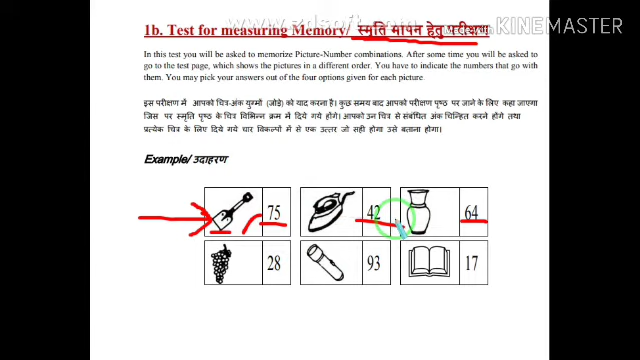 www.zdsoft.com
Made with KINEMASTER
1b. Test for measuring Memory/ स्मृति मापन हेतु परीक्षण
In this test you will be asked to memorize Picture-Number combinations. After some time you will be asked to
go to the test page, which shows the pictures in a different order. You have to indicate the numbers that go with
them. You may pick your answers out of the four options given for each picture.
इस परीक्षण में आपको चित्र-अंक युग्मों (जोड़े) को याद करना है। कुछ समय बाद आपको परीक्षण पृष्ठ पर जाने के लिए कहा जाएगा
जिस पर स्मृति पृष्ठ के चित्र विभिन्न क्रम में दिये गये होंगे। आपको उन चित्र से संबंधित अंक चिन्हित करने होंगे तथा
प्रत्येक चित्र के लिए दिये गये चार विकल्पों में से एक उत्तर जो सही होगा उसे बताना होगा।
Example/ उदाहरण
75 42 64
28 93 17